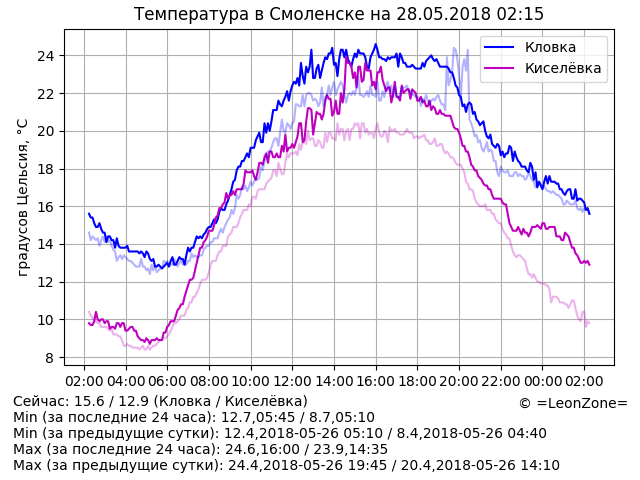 Температура в Смоленске на 28.05.2018 02:15
Кловка
Киселёвка
градусов Цельсия, °C
24
22
20
18
16
14
12
10
8
02:00 04:00 06:00 08:00 10:00 12:00 14:00 16:00 18:00 20:00 22:00 00:00 02:00
Сейчас: 15.6 / 12.9 (Кловка / Киселёвка)
© =LeonZone=
Min (за последние 24 часа): 12.7,05:45 / 8.7,05:10
Min (за предыдущие сутки): 12.4,2018-05-26 05:10 / 8.4,2018-05-26 04:40
Max (за последние 24 часа): 24.6,16:00 / 23.9,14:35
Max (за предыдущие сутки): 24.4,2018-05-26 19:45 / 20.4,2018-05-26 14:10